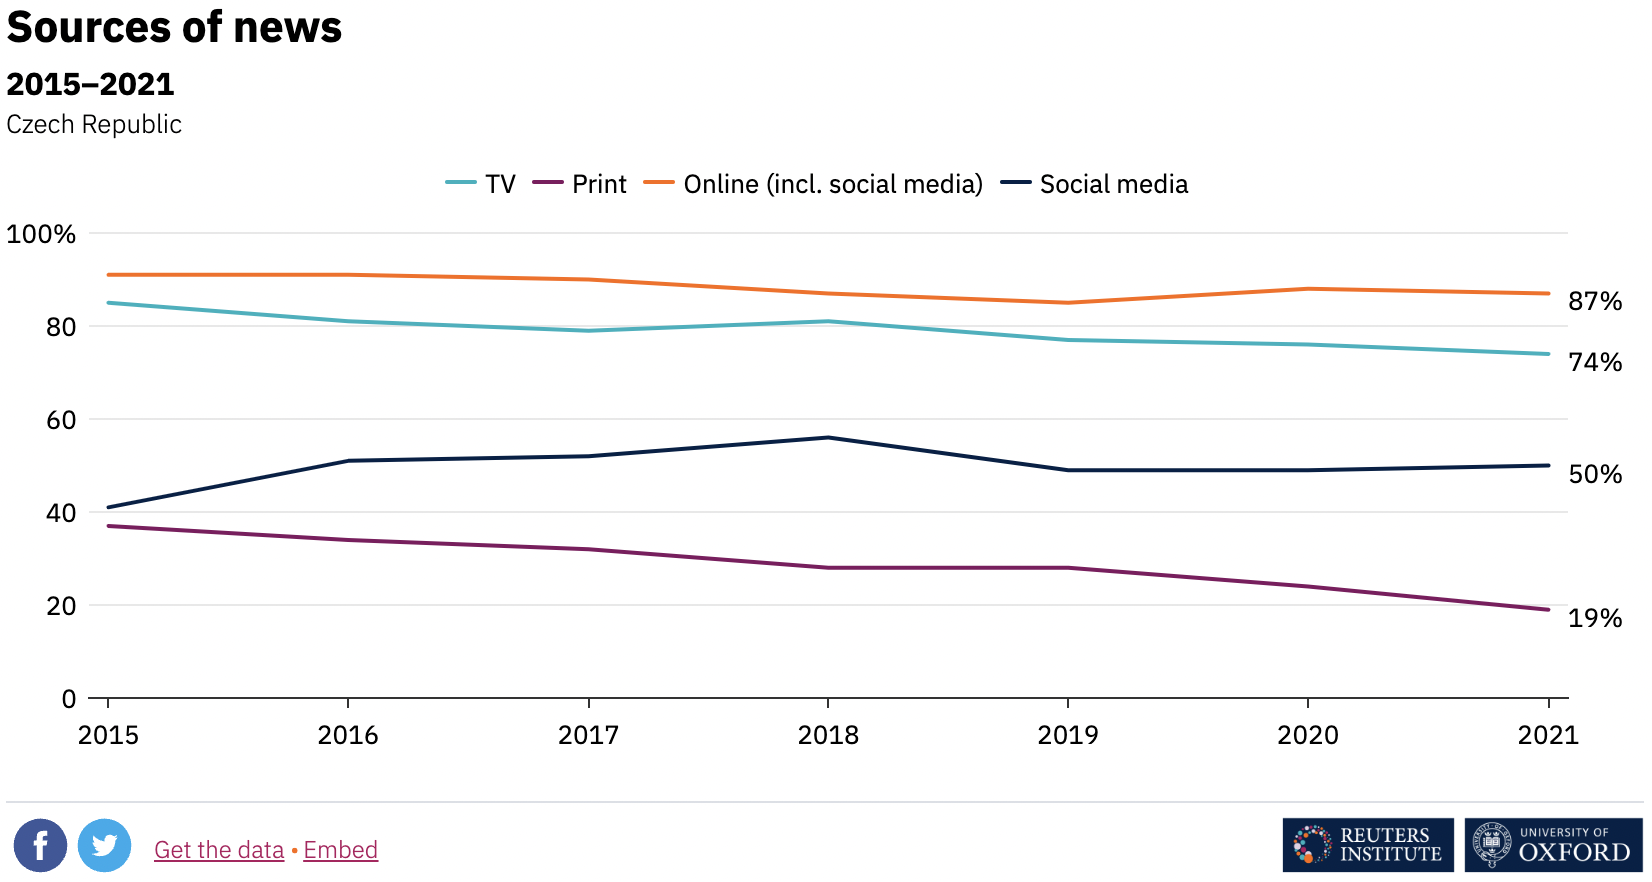 Sources of news
2015–2021
Czech Republic
TV Print Online (incl. social media) Social media
100%
80
60
40
20
0
87%
74%
50%
19%
2015 2016 2017 2018 2019 2020 2021
Get the data • Embed
REUTERS
INSTITUTE
UNIVERSITY OF
OXFORD